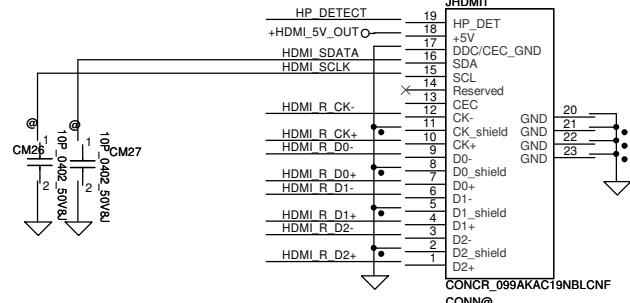 JHDMI1
HP_DETECT 19 HP_DET
+HDMI_5V_OUT 18 +5V
17 DDC/CEC_GND
HDMI_SDATA 16 SDA
HDMI_SCLK 15 SCL
14 Reserved
13 CEC
HDMI_R_CK- 12 CK- GND 20
11 CK_shield GND 21
HDMI_R_CK+ 10 CK+ GND 22
HDMI_R_D0- 9 D0- GND 23
8 D0_shield
HDMI_R_D0+ 7 D0+
HDMI_R_D1- 6 D1-
5 D1_shield
HDMI_R_D1+ 4 D1+
HDMI_R_D2- 3 D2-
2 D2_shield
HDMI_R_D2+ 1 D2+
CONCR_099AKAC19NBLCNF
CONN@
@ 1
CM26
2
10P_0402_50V8J
@ 1
CM27
2
10P_0402_50V8J